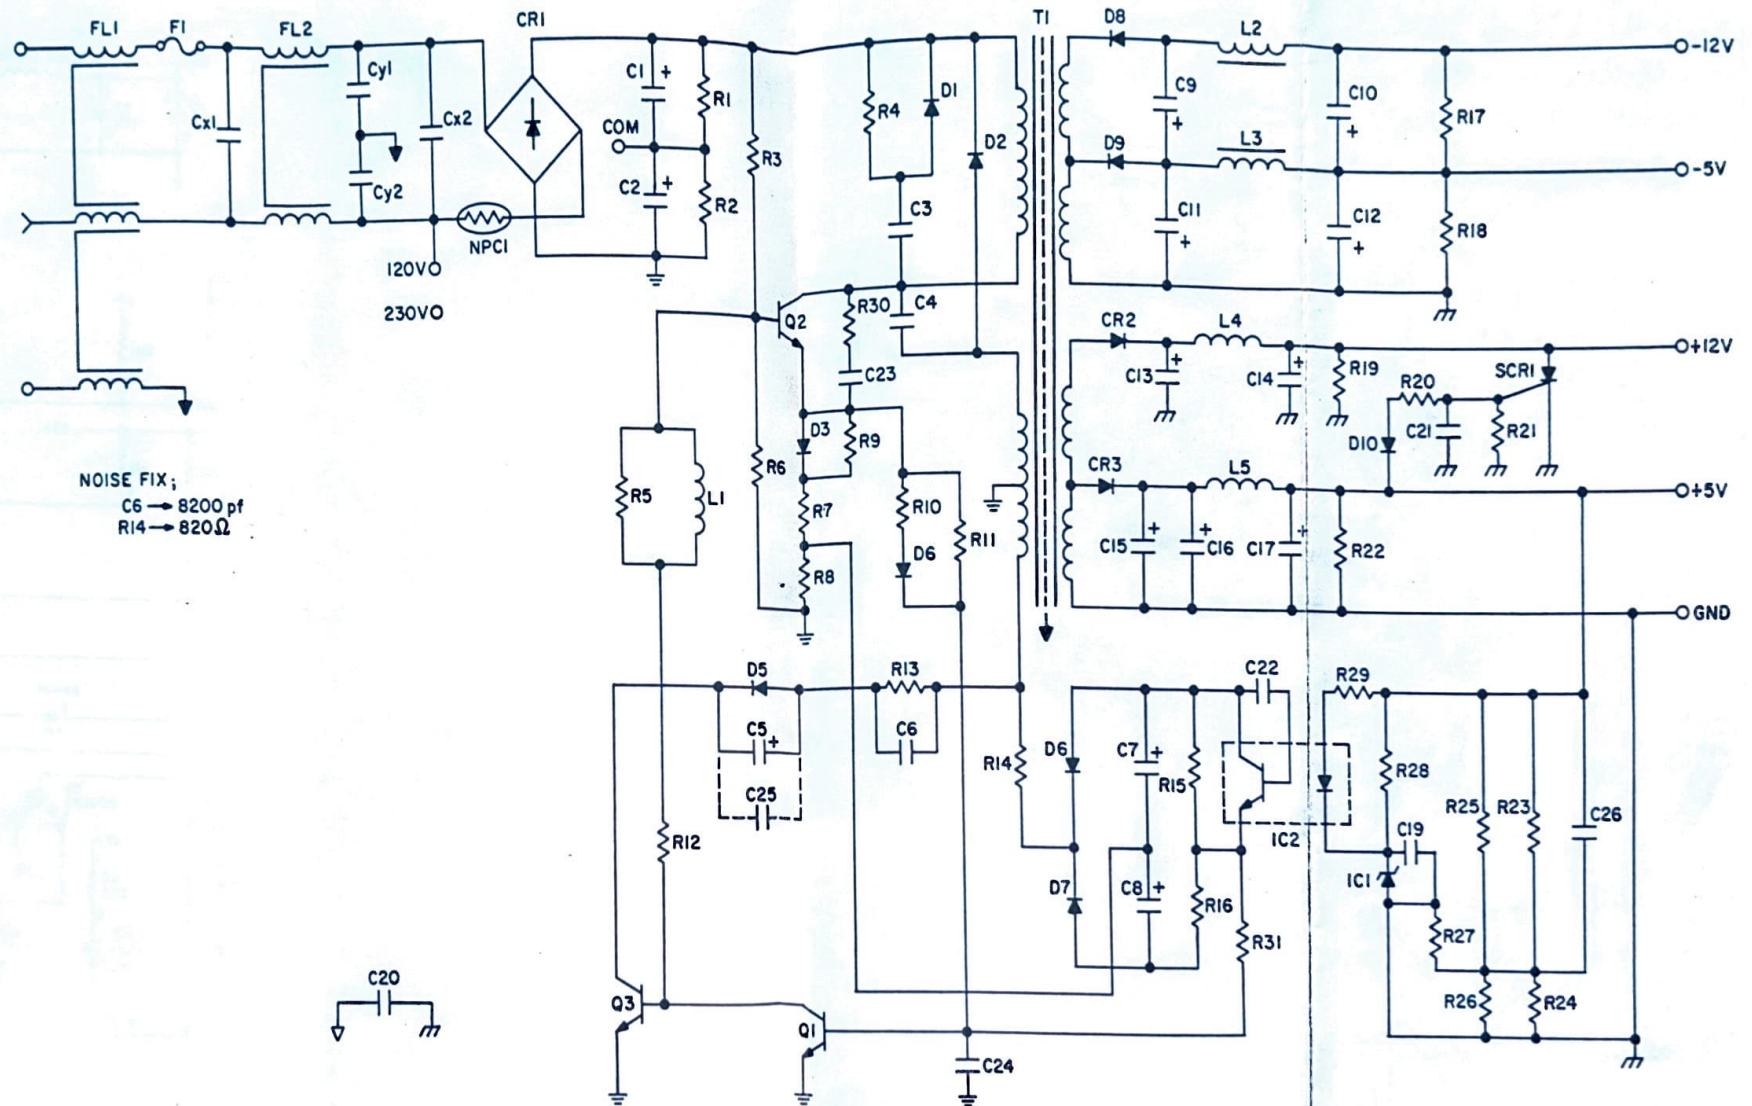 FL1
F1
FL2
CR1
T1
D8
L2
-12V
Cy1
Cx1
Cx2
Cy2
C1 +
R1
COM
C2 +
R2
R3
R4
D1
D2
C3
C9
+
C10
+
R17
D9
L3
-5V
C11
+
C12
+
R18
NPC1
120V
230V
Q2
R30
C4
C23
CR2
L4
+12V
C13
+
C14
+
R19
R20
SCR1
C21
R21
D10
D3
R9
R6
R5
L1
R7
R10
R11
D6
R8
CR3
L5
+5V
C15
+
C16
+
C17
+
R22
GND
NOISE FIX;
C6 → 8200 pf
R14 → 820Ω
D5
R13
C5
+
C6
C25
R12
R14
D6
C7
+
R15
C22
IC2
R29
R28
R25
R23
C26
C19
IC1
D7
C8
+
R16
R31
R27
R26
R24
C20
Q3
Q1
C24